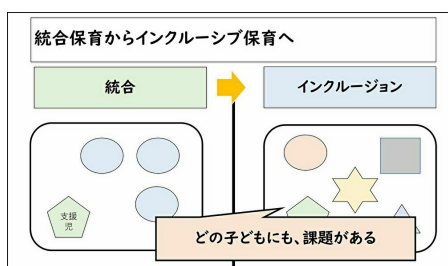 統合保育からインクルーシブ保育へ
統合
インクルージョン
支援
児
どの子どもにも、課題がある